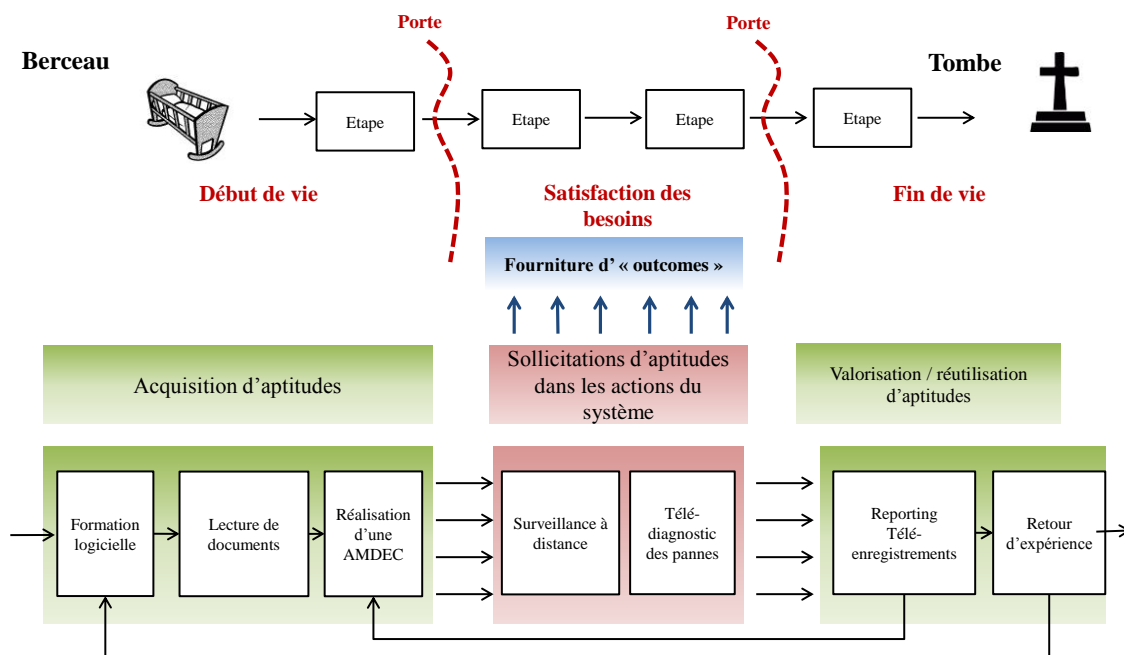 Porte
Porte
Berceau
Tombe
Etape
Etape
Etape
Etape
Début de vie
Satisfaction des
besoins
Fin de vie
Fourniture d' « outcomes »
Acquisition d'aptitudes
Sollicitations d'aptitudes
dans les actions du
système
Valorisation / réutilisation
d'aptitudes
Formation
logicielle
Lecture de
documents
Réalisation
d'une
AMDEC
Surveillance à
distance
Télé-
diagnostic
des pannes
Reporting
Télé-
enregistrements
Retour
d'expérience